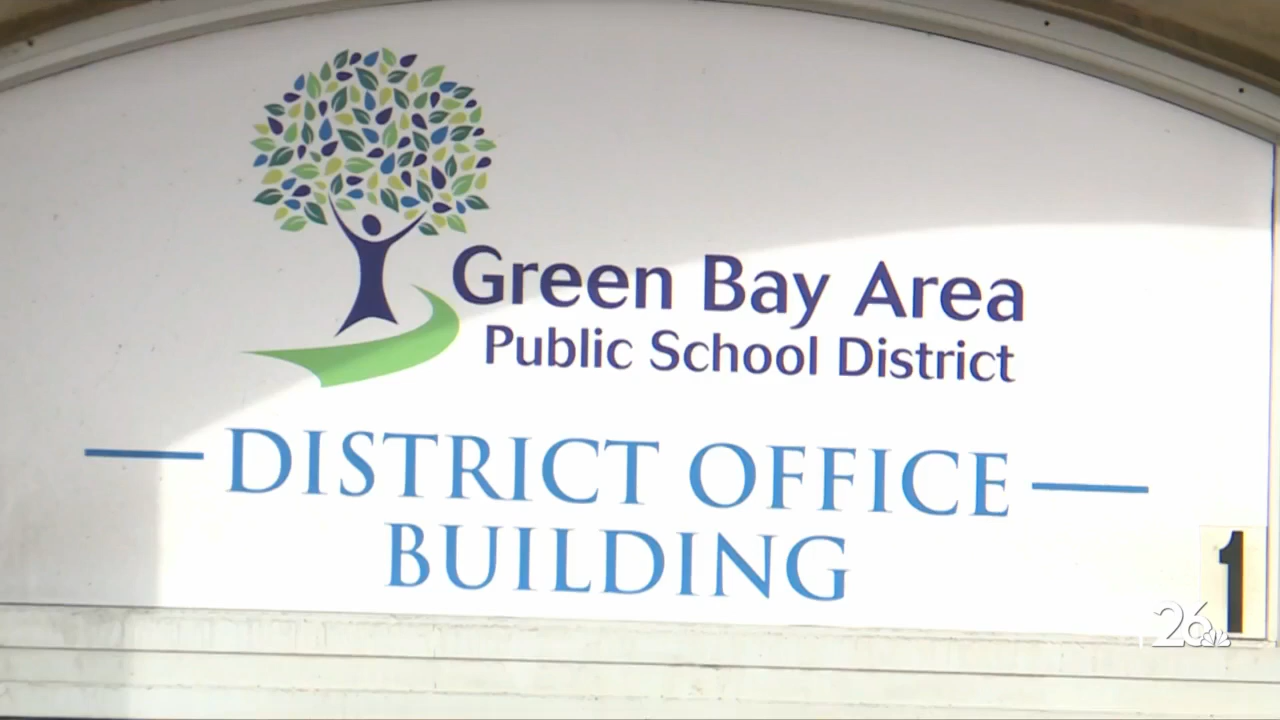 Green Bay Area
Public School District
DISTRICT OFFICE
BUILDING
1
26